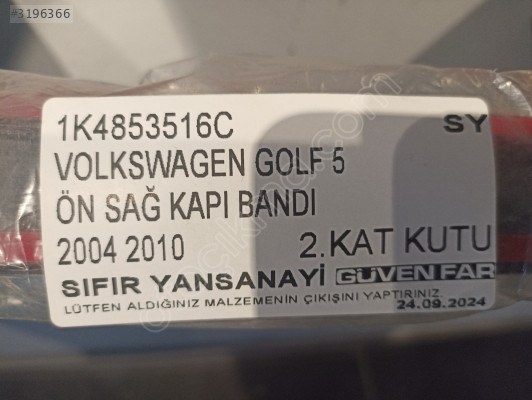 #3196366
1K4853516C SY
VOLKSWAGEN GOLF 5
ÖN SAĞ KAPI BANDI
2004 2010 2.KAT KUTU
SIFIR YANSANAYİ GÜVEN FAR
LÜTFEN ALDIĞINIZ MALZEMENİN ÇIKIŞINI YAPTIRINIZ.
24.09.2024